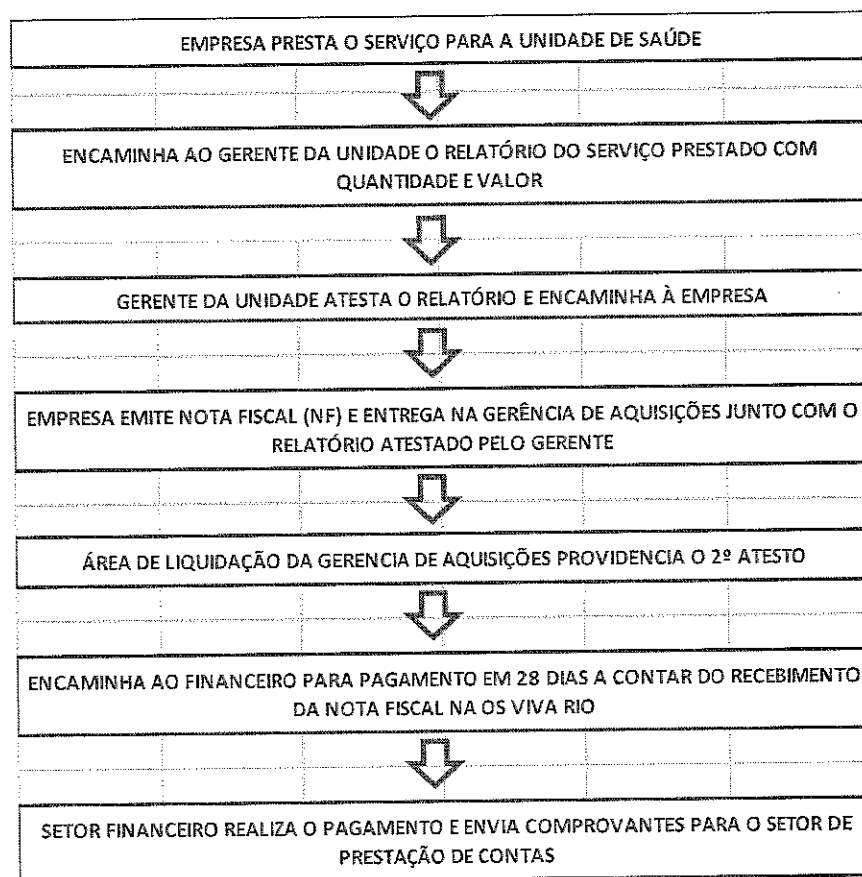 EMPRESA PRESTA O SERVIÇO PARA A UNIDADE DE SAÚDE
ENCAMINHA AO GERENTE DA UNIDADE O RELATÓRIO DO SERVIÇO PRESTADO COM
QUANTIDADE E VALOR
GERENTE DA UNIDADE ATESTA O RELATÓRIO E ENCAMINHA À EMPRESA
EMPRESA EMITE NOTA FISCAL (NF) E ENTREGA NA GERÊNCIA DE AQUISIÇÕES JUNTO COM O
RELATÓRIO ATESTADO PELO GERENTE
ÁREA DE LIQUIDAÇÃO DA GERENCIA DE AQUISIÇÕES PROVIDENCIA O 2º ATESTO
ENCAMINHA AO FINANCEIRO PARA PAGAMENTO EM 28 DIAS A CONTAR DO RECEBIMENTO
DA NOTA FISCAL NA OS VIVA RIO
SETOR FINANCEIRO REALIZA O PAGAMENTO E ENVIA COMPROVANTES PARA O SETOR DE
PRESTAÇÃO DE CONTAS